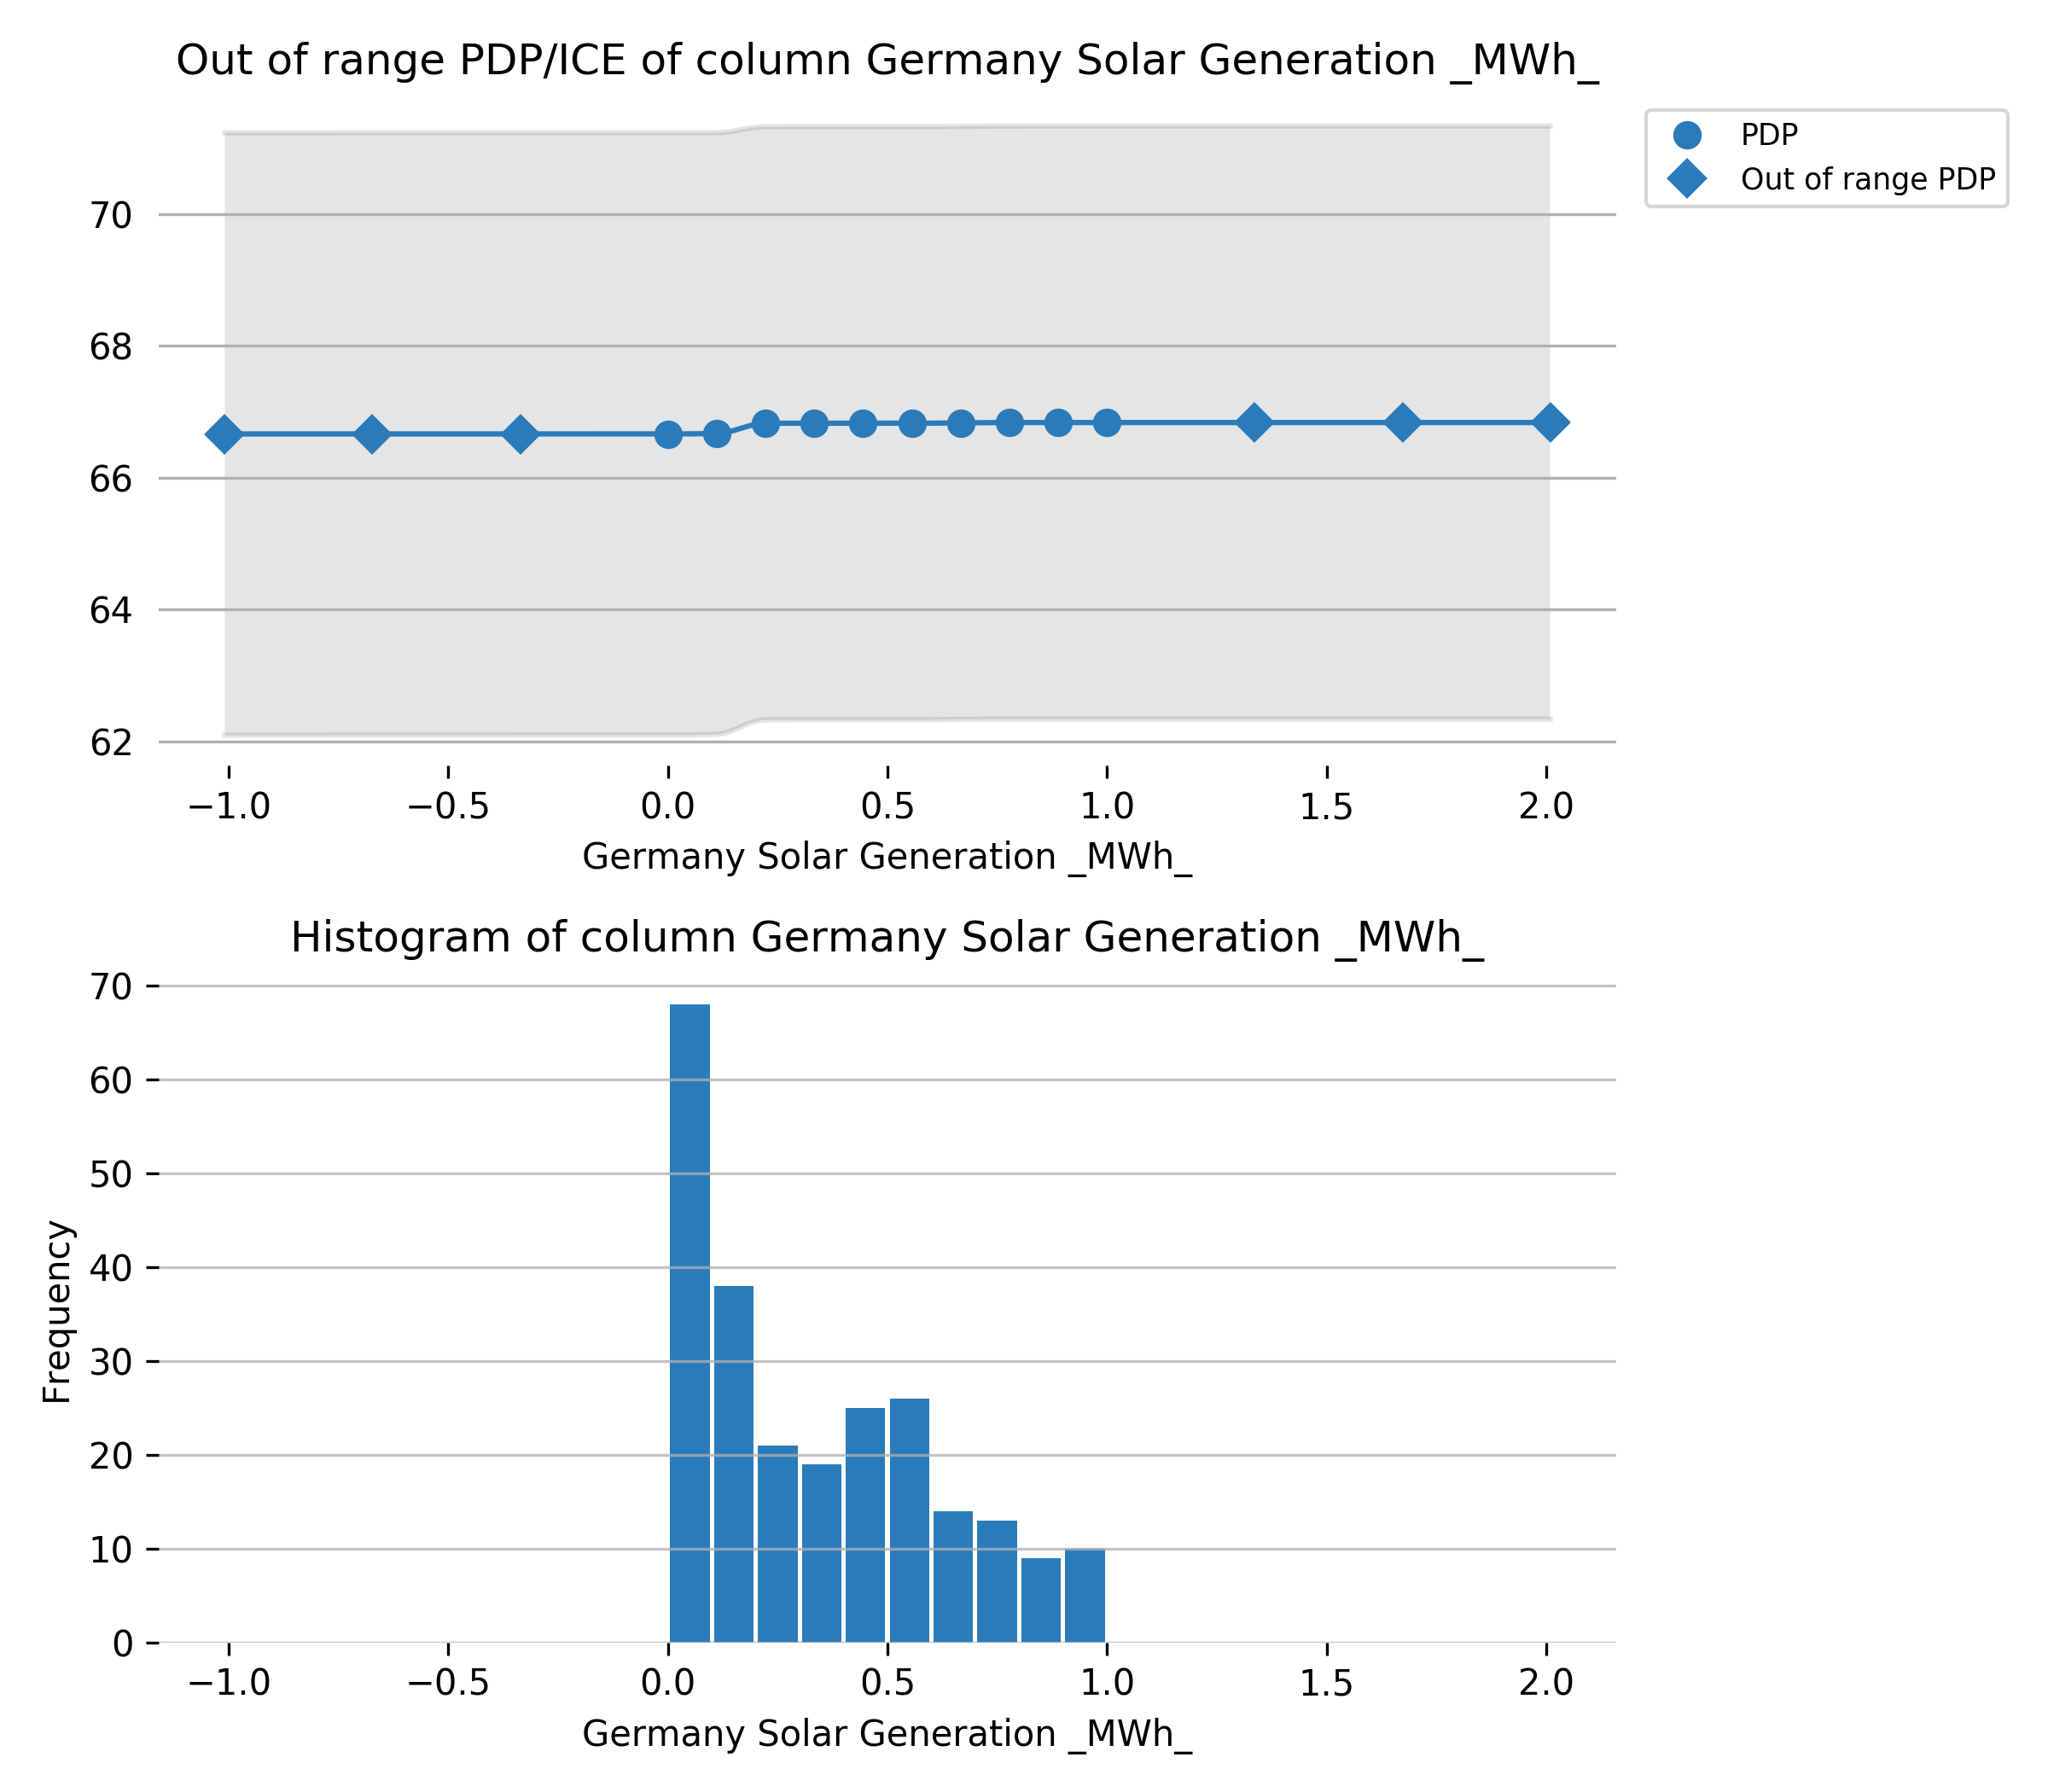 Out of range PDP/ICE of column Germany Solar Generation _MWh_
PDP
Out of range PDP
70
68
66
64
62
−1.0 −0.5 0.0 0.5 1.0 1.5 2.0
Germany Solar Generation _MWh_
Histogram of column Germany Solar Generation _MWh_
70
60
50
40
30
20
10
0
Frequency
−1.0 −0.5 0.0 0.5 1.0 1.5 2.0
Germany Solar Generation _MWh_